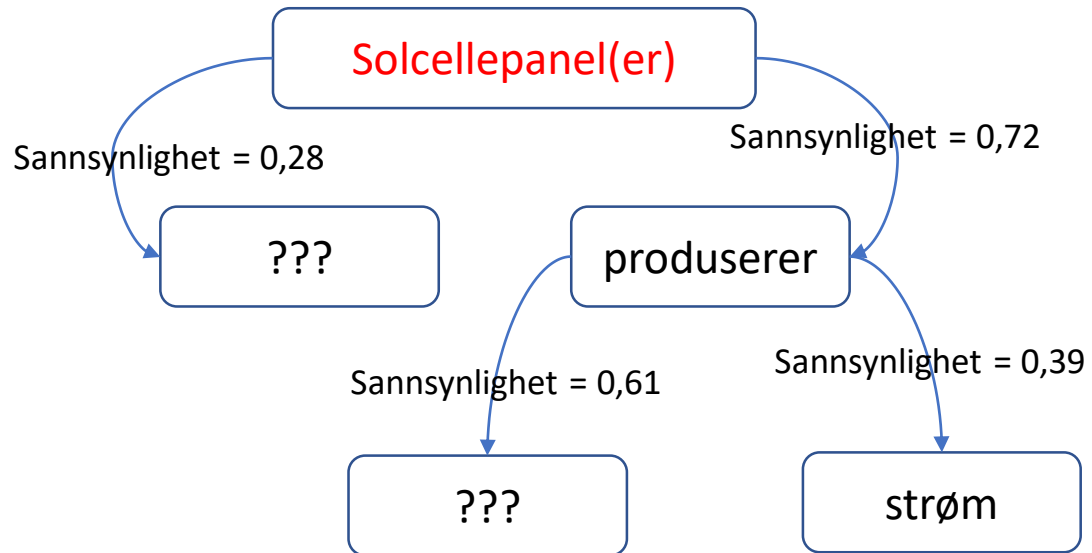 Solcellepanel(er)
Sannsynlighet = 0,28
Sannsynlighet = 0,72
???
produserer
Sannsynlighet = 0,61
Sannsynlighet = 0,39
???
strøm